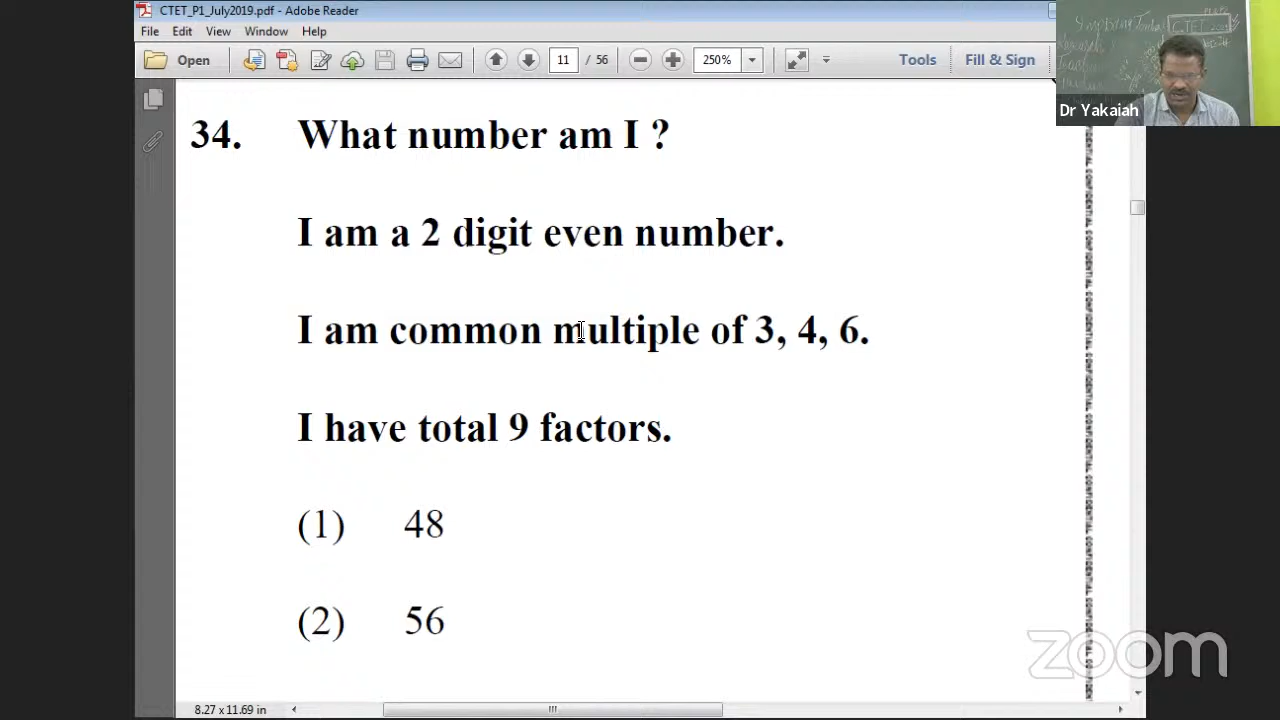 CTET_P1_July2019.pdf - Adobe Reader
File Edit View Window Help
Open 11 / 56 250% Tools Fill & Sign
Dr Yakaiah
34. What number am I ?
I am a 2 digit even number.
I am common multiple of 3, 4, 6.
I have total 9 factors.
(1) 48
(2) 56
zoom
8.27 x 11.69 in